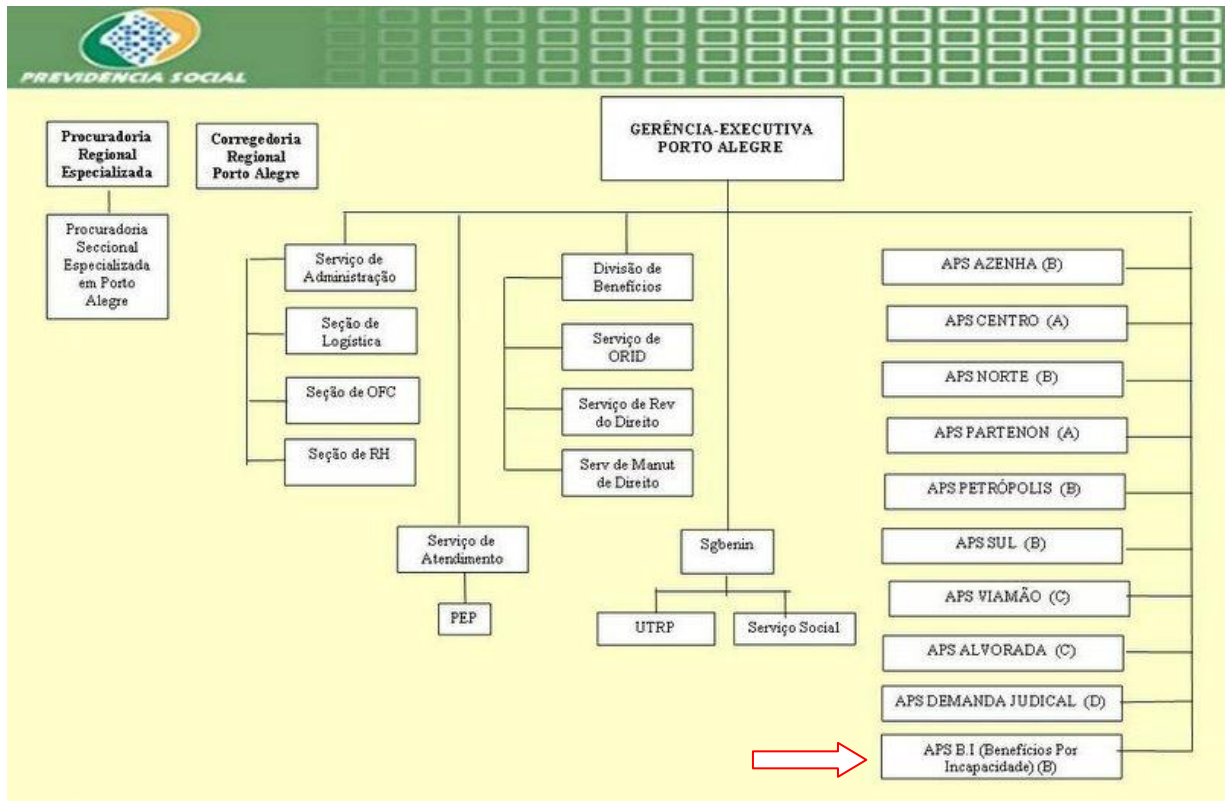 PREVIDENCIA SOCIAL
GERÊNCIA-EXECUTIVA
PORTO ALEGRE
Procuradoria
Regional
Especializada
Corregedoria
Regional
Porto Alegre
Procuradoria
Seccional
Especializada
em Porto
Alegre
Serviço de
Administração
Seção de
Logística
Seção de OFC
Seção de RH
Divisão de
Benefícios
Serviço de
ORID
Serviço de Rev
do Direito
Serv de Manut
de Direito
Serviço de
Atendimento
PEP
Sgbenin
UTRP
Serviço Social
APS AZENHA (B)
APS CENTRO (A)
APS NORTE (B)
APS PARTENON (A)
APS PETRÓPOLIS (B)
APS SUL (B)
APS VIAMÃO (C)
APS ALVORADA (C)
APS DEMANDA JUDICAL (D)
APS B.I (Benefícios Por
Incapacidade) (B)